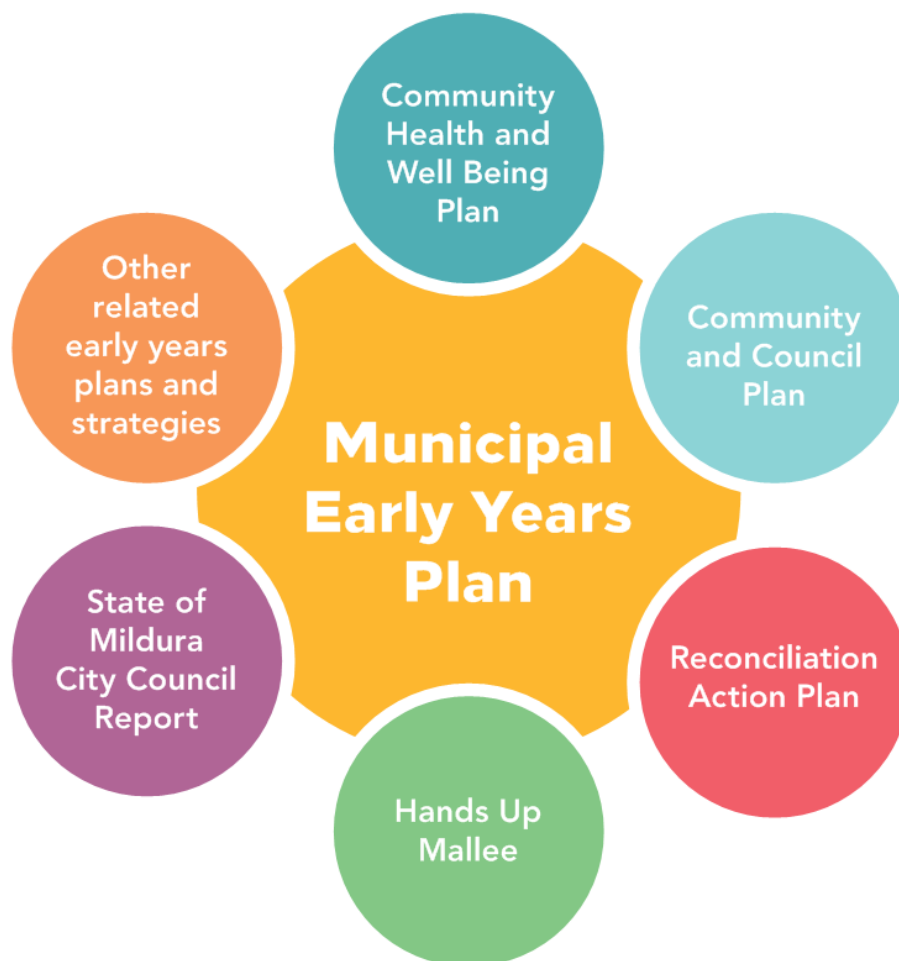 Community
Health and
Well Being
Plan
Other
related
early years
plans and
strategies
Community
and Council
Plan
Municipal
Early Years
Plan
State of
Mildura
City Council
Report
Reconciliation
Action Plan
Hands Up
Mallee